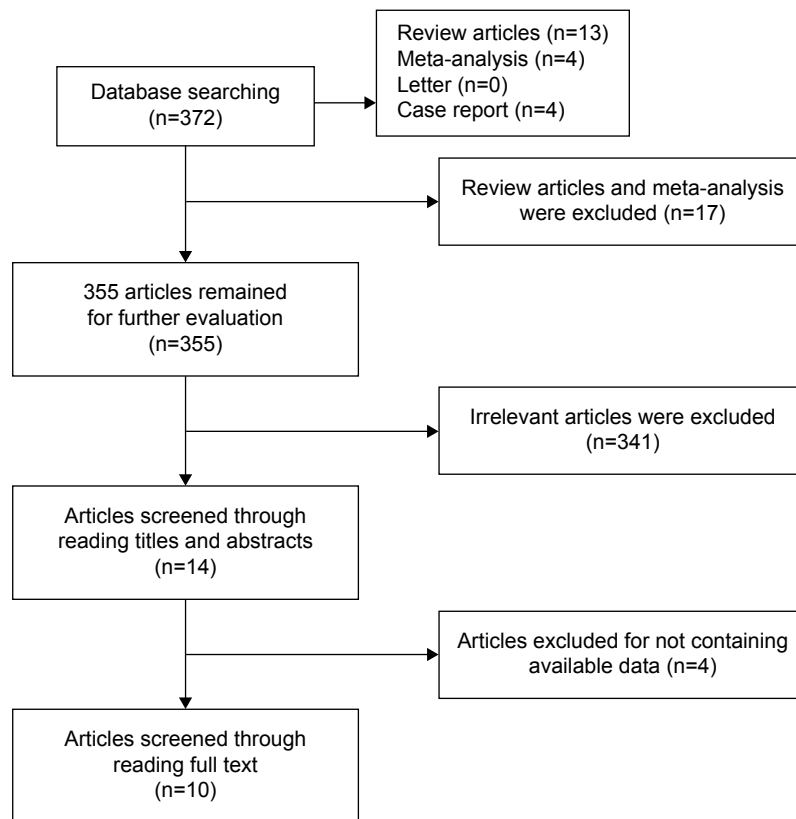 Review articles (n=13)
Meta-analysis (n=4)
Letter (n=0)
Case report (n=4)
Database searching
(n=372)
Review articles and meta-analysis
were excluded (n=17)
355 articles remained
for further evaluation
(n=355)
Irrelevant articles were excluded
(n=341)
Articles screened through
reading titles and abstracts
(n=14)
Articles excluded for not containing
available data (n=4)
Articles screened through
reading full text
(n=10)